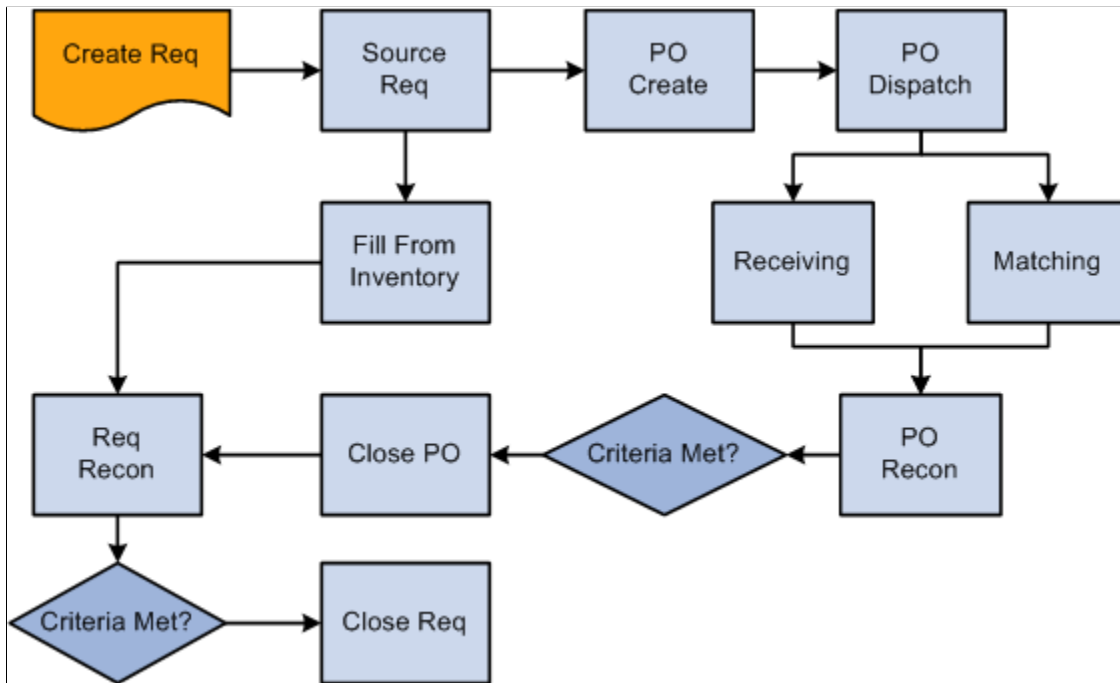 Create Req
Source
Req
PO
Create
PO
Dispatch
Fill From
Inventory
Receiving
Matching
Req
Recon
Close PO
Criteria Met?
PO
Recon
Criteria Met?
Close Req